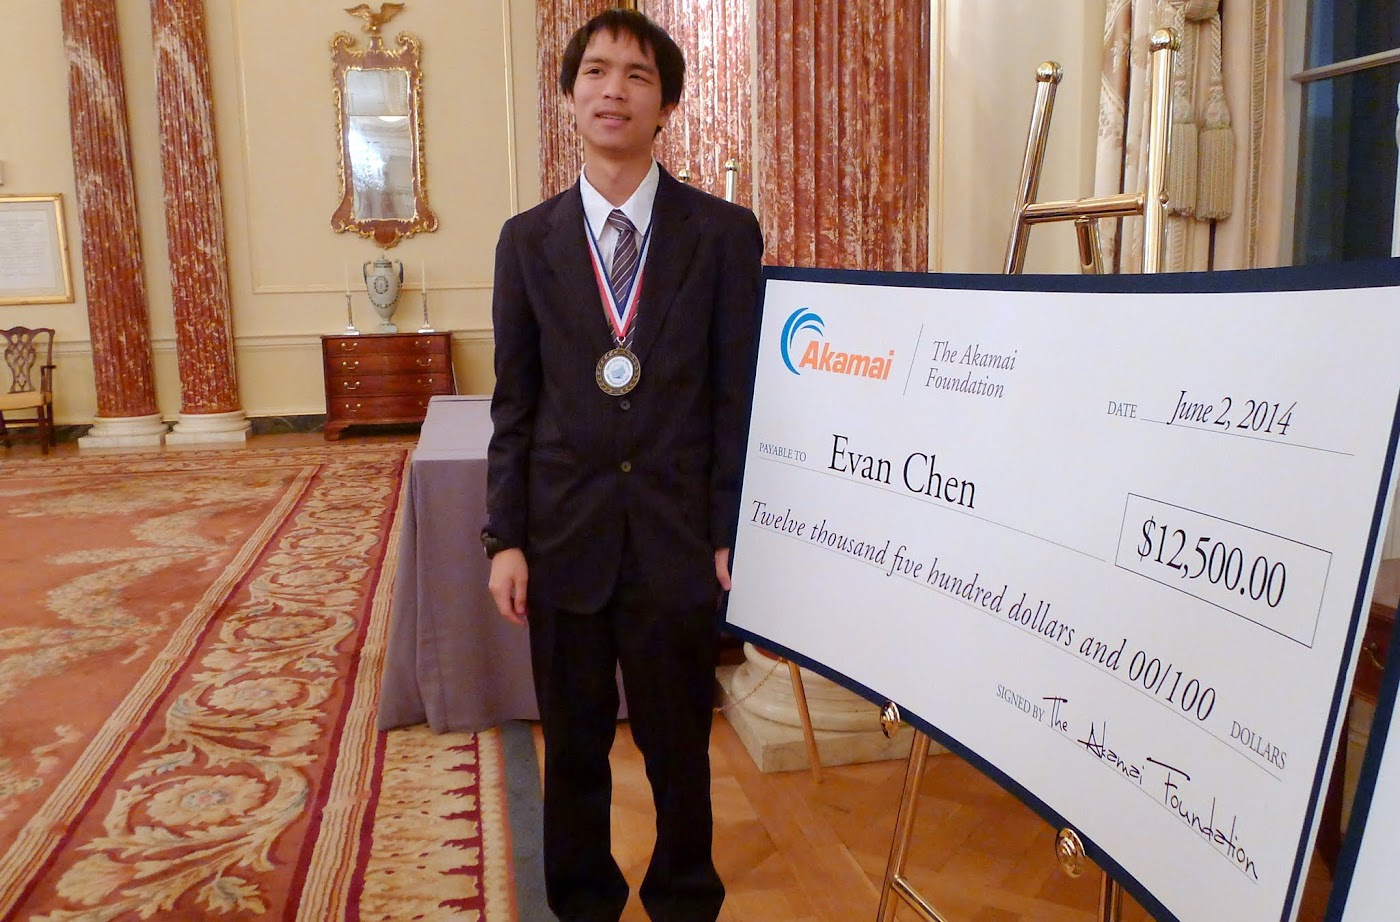 Akamai
The Akamai
Foundation
DATE June 2, 2014
PAYABLE TO Evan Chen
$12,500.00
Twelve thousand five hundred dollars and 00/100 DOLLARS
SIGNED BY The Akamai Foundation